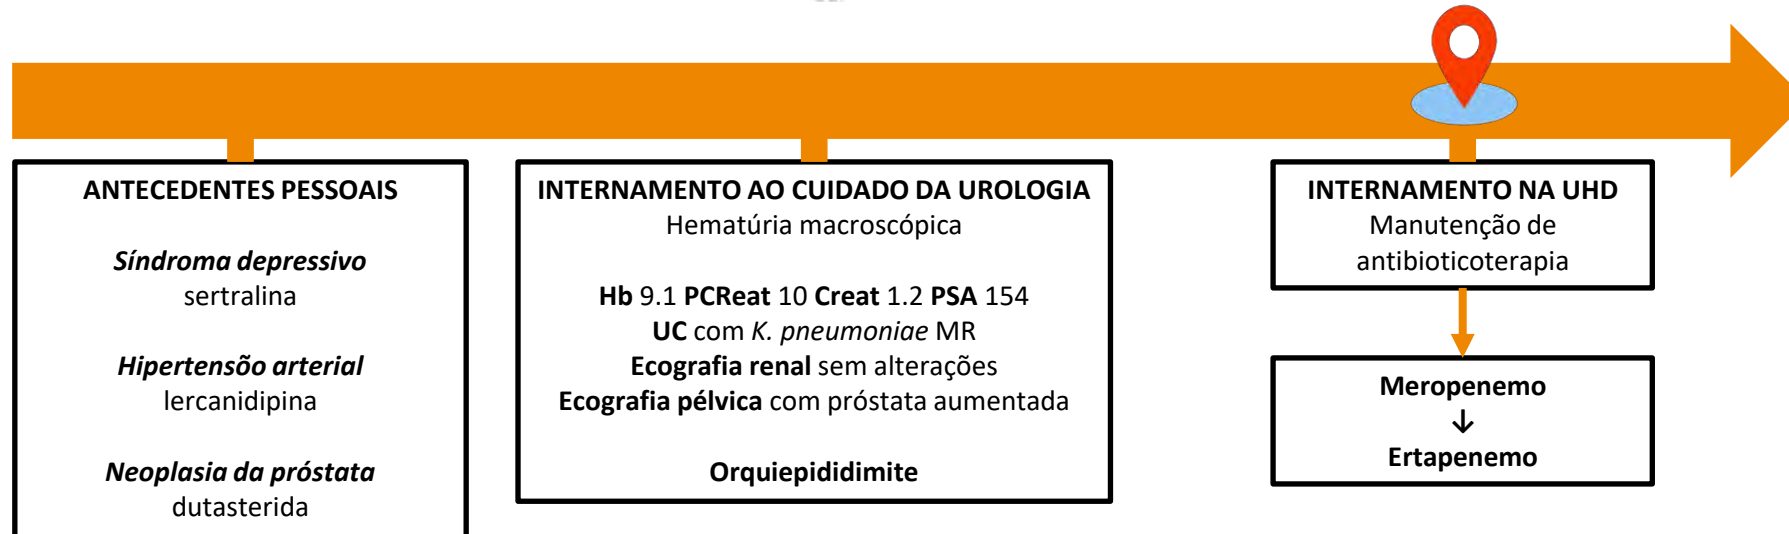 ANTECEDENTES PESSOAIS
Síndroma depressivo
sertralina
Hipertensõo arterial
lercanidipina
Neoplasia da próstata
dutasterida
INTERNAMENTO AO CUIDADO DA UROLOGIA
Hematúria macroscópica
Hb 9.1 PCReat 10 Creat 1.2 PSA 154
UC com K. pneumoniae MR
Ecografia renal sem alterações
Ecografia pélvica com próstata aumentada
Orquiepididimite
INTERNAMENTO NA UHD
Manutenção de
antibioticoterapia
Meropenemo
↓
Ertapenemo